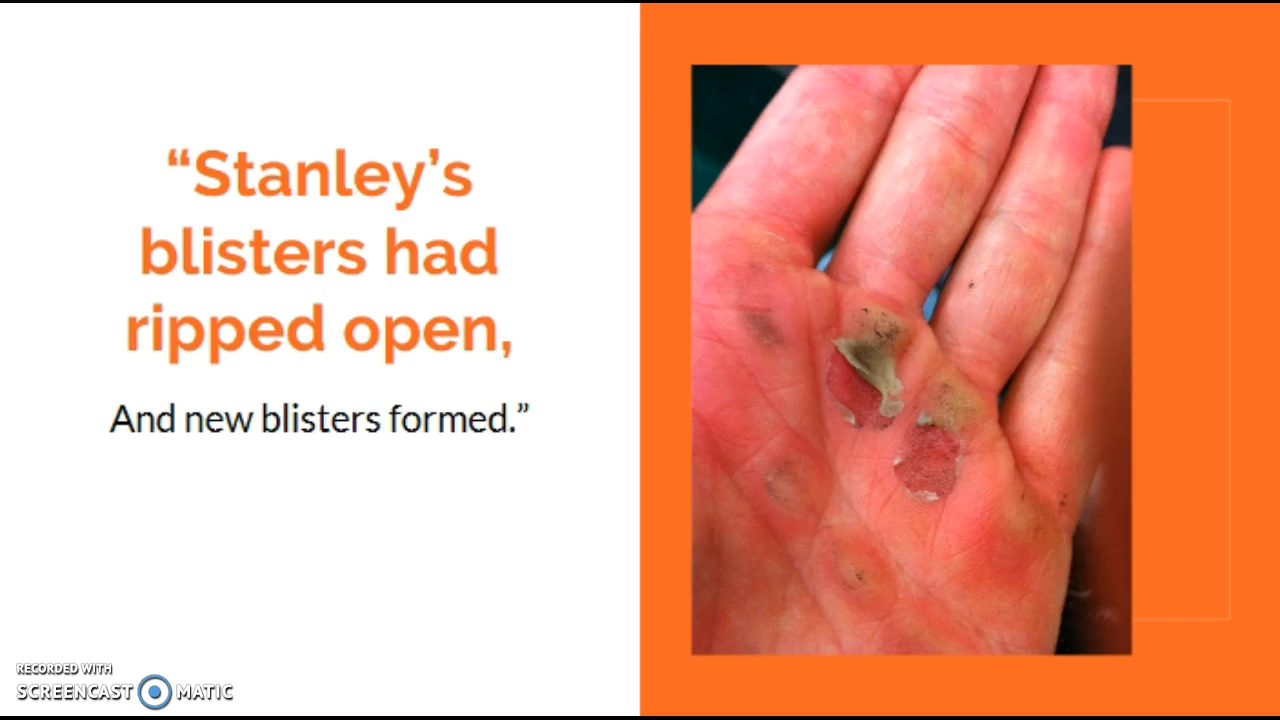 “Stanley’s
blisters had
ripped open,
And new blisters formed.”
RECORDED WITH
SCREENCAST MATIC